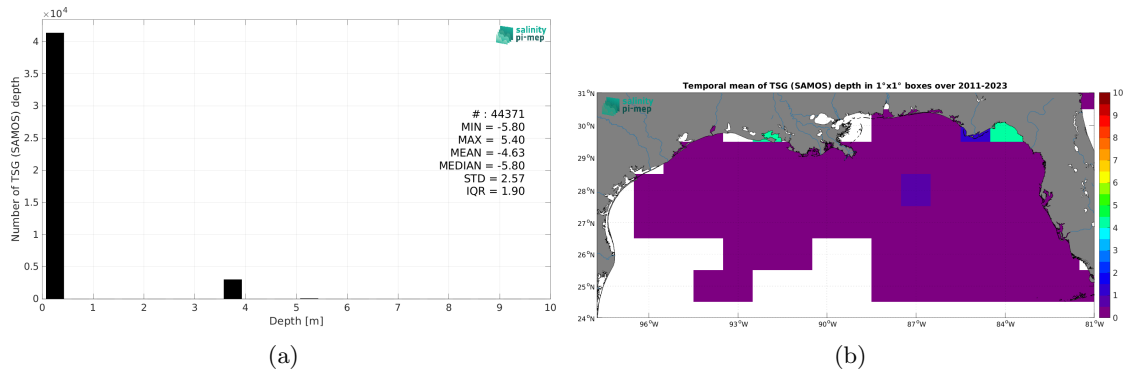 ×10⁴
salinity
pi-mep
4
3.5
3
2.5
2
1.5
1
0.5
0
Number of TSG (SAMOS) depth
# : 44371
MIN = -5.80
MAX = 5.40
MEAN = -4.63
MEDIAN = -5.80
STD = 2.57
IQR = 1.90
0 1 2 3 4 5 6 7 8 9 10
Depth [m]
(a)
Temporal mean of TSG (SAMOS) depth in 1°x1° boxes over 2011-2023
salinity
pi-mep
31°N
30°N
29°N
28°N
27°N
26°N
25°N
24°N
96°W 93°W 90°W 87°W 84°W 81°W
10
9
8
7
6
5
4
3
2
1
0
(b)